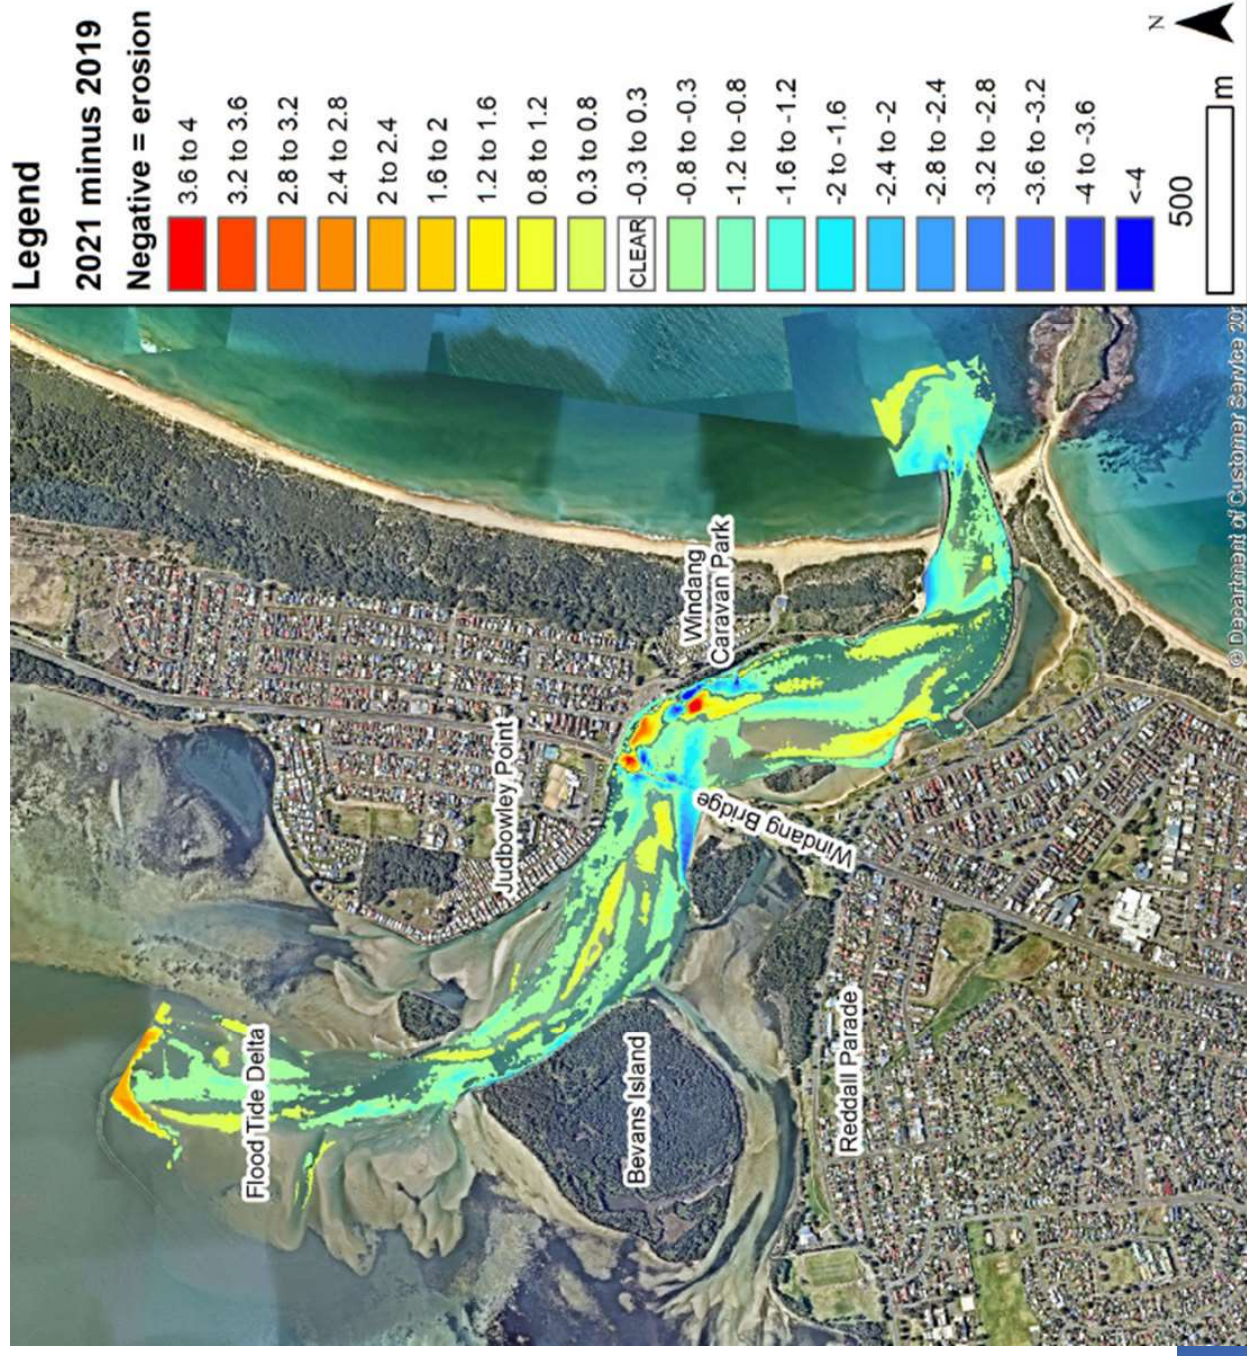 Legend
2021 minus 2019
Negative = erosion
3.6 to 4
3.2 to 3.6
2.8 to 3.2
2.4 to 2.8
2 to 2.4
1.6 to 2
1.2 to 1.6
0.8 to 1.2
0.3 to 0.8
CLEAR -0.3 to 0.3
-0.8 to -0.3
-1.2 to -0.8
-1.6 to -1.2
-2 to -1.6
-2.4 to -2
-2.8 to -2.4
-3.2 to -2.8
-3.6 to -3.2
-4 to -3.6
<-4
500
m
N
Windang
Caravan Park
Judbowley Point
Windang Bridge
Flood Tide Delta
Bevans Island
Reddall Parade
© Department of Customer Service